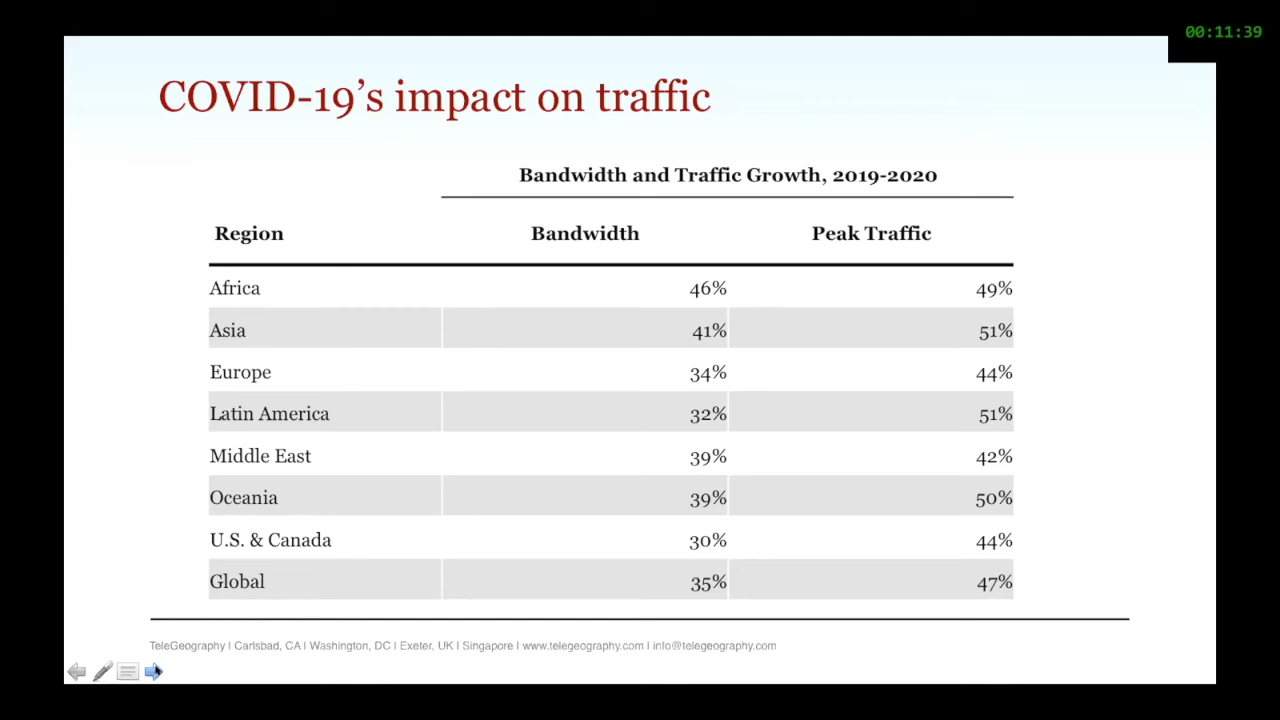 00:11:39
COVID-19’s impact on traffic
Bandwidth and Traffic Growth, 2019-2020
Region Bandwidth Peak Traffic
Africa 46% 49%
Asia 41% 51%
Europe 34% 44%
Latin America 32% 51%
Middle East 39% 42%
Oceania 39% 50%
U.S. & Canada 30% 44%
Global 35% 47%
TeleGeography | Carlsbad, CA | Washington, DC | Exeter, UK | Singapore | www.telegeography.com | info@telegeography.com